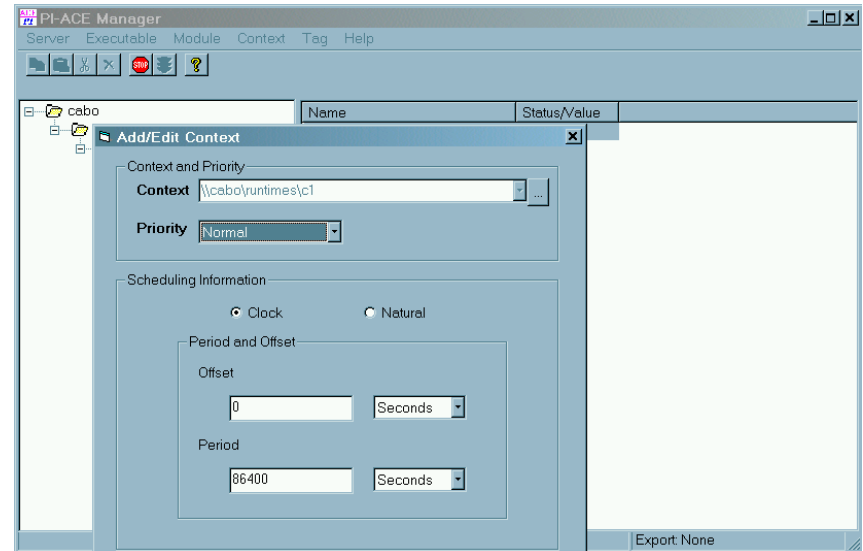 PI-ACE Manager
Server Executable Module Context Tag Help
STOP
cabo
Name Status/Value
Add/Edit Context
Context and Priority
Context \\cabo\runtimes\c1 ...
Priority Normal
Scheduling Information
Clock Natural
Period and Offset
Offset
0 Seconds
Period
86400 Seconds
Export: None